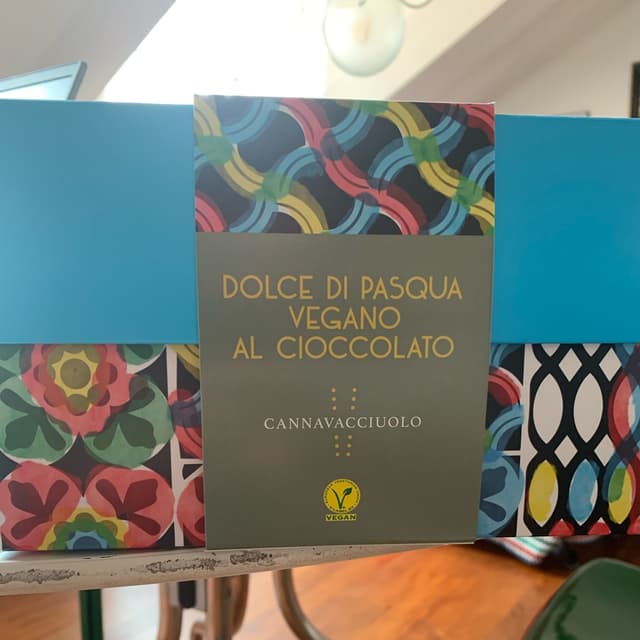 DOLCE DI PASQUA
VEGANO
AL CIOCCOLATO
CANNAVACCIUOLO
VEGAN